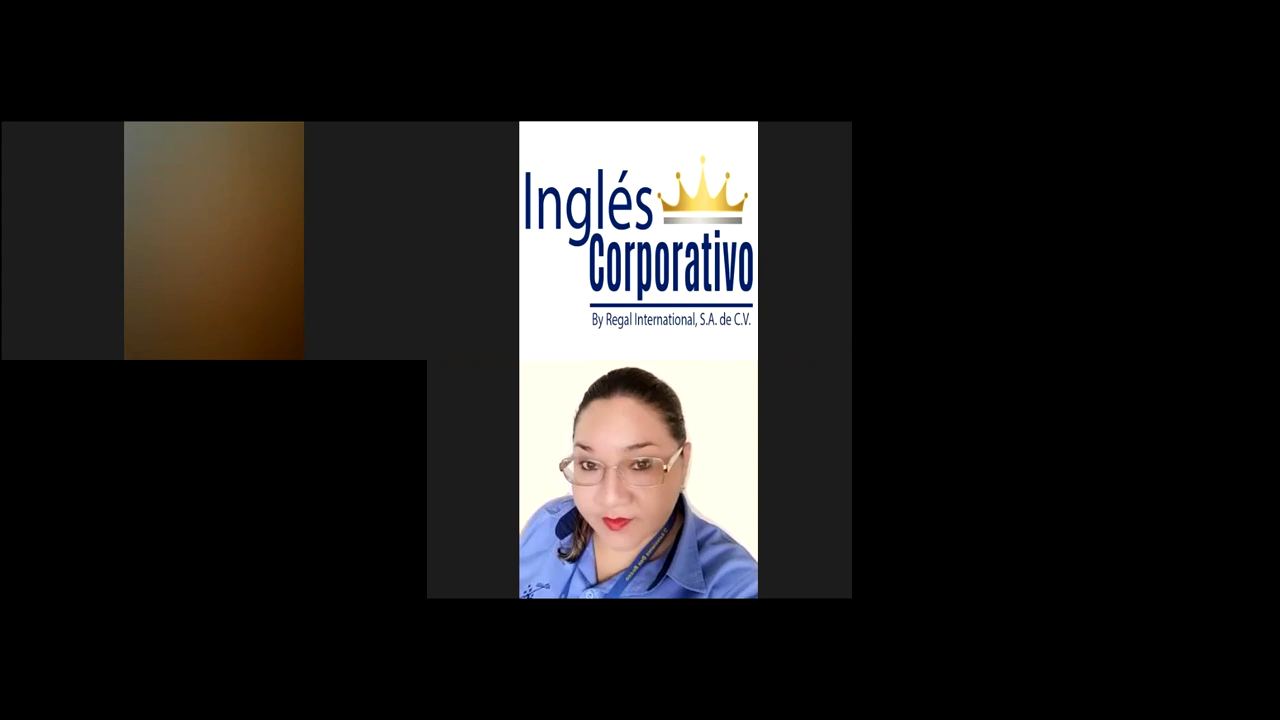 Inglés
Corporativo
By Regal International, S.A. de C.V.